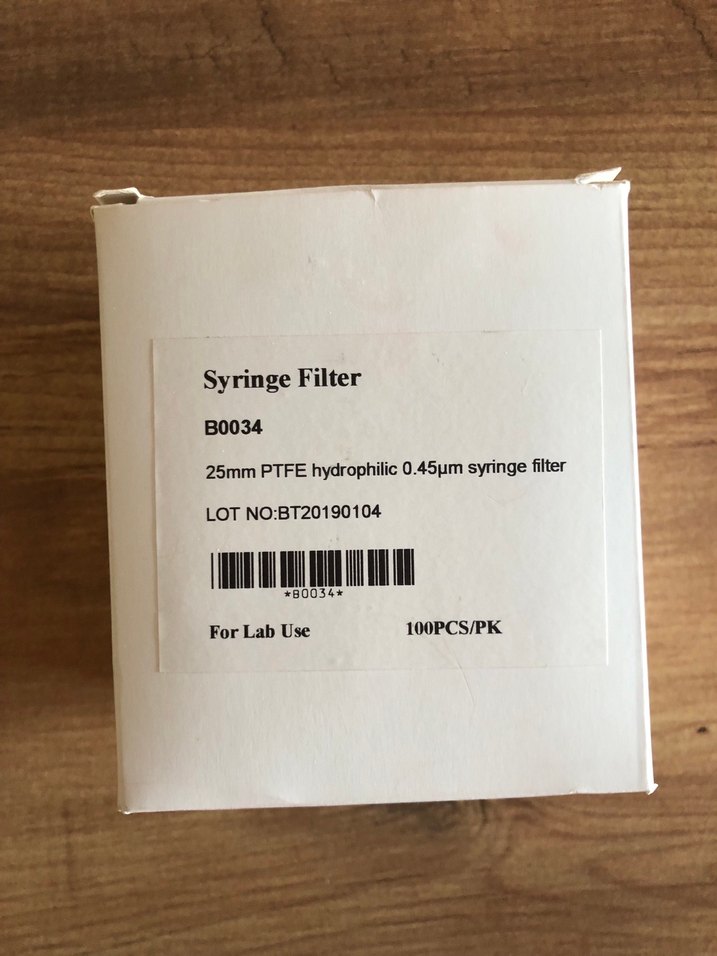 Syringe Filter
B0034
25mm PTFE hydrophilic 0.45µm syringe filter
LOT NO:BT20190104
*B0034*
For Lab Use 100PCS/PK